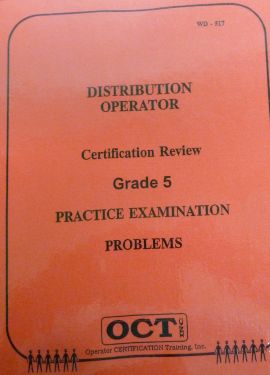 WD - 517
DISTRIBUTION
OPERATOR
Certification Review
Grade 5
PRACTICE EXAMINATION
PROBLEMS
OCT
Operator CERTIFICATION Training, Inc.